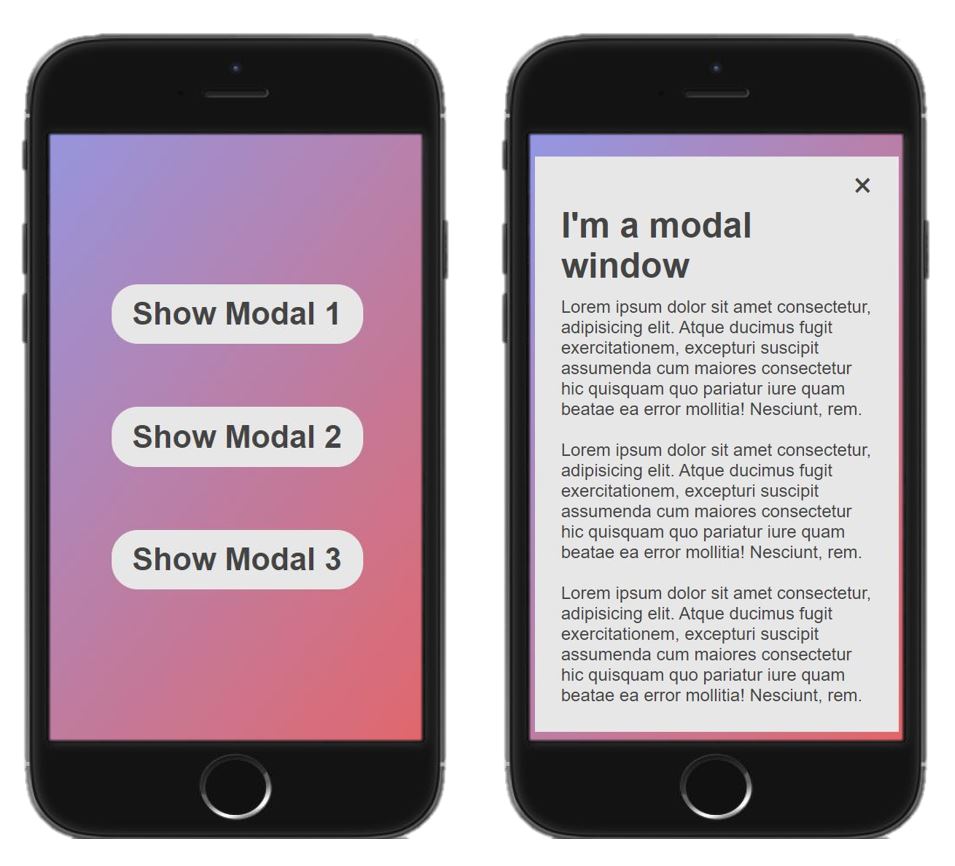 Show Modal 1
Show Modal 2
Show Modal 3
×
I'm a modal
window
Lorem ipsum dolor sit amet consectetur,
adipisicing elit. Atque ducimus fugit
exercitationem, excepturi suscipit
assumenda cum maiores consectetur
hic quisquam quo pariatur iure quam
beatae ea error mollitia! Nesciunt, rem.
Lorem ipsum dolor sit amet consectetur,
adipisicing elit. Atque ducimus fugit
exercitationem, excepturi suscipit
assumenda cum maiores consectetur
hic quisquam quo pariatur iure quam
beatae ea error mollitia! Nesciunt, rem.
Lorem ipsum dolor sit amet consectetur,
adipisicing elit. Atque ducimus fugit
exercitationem, excepturi suscipit
assumenda cum maiores consectetur
hic quisquam quo pariatur iure quam
beatae ea error mollitia! Nesciunt, rem.